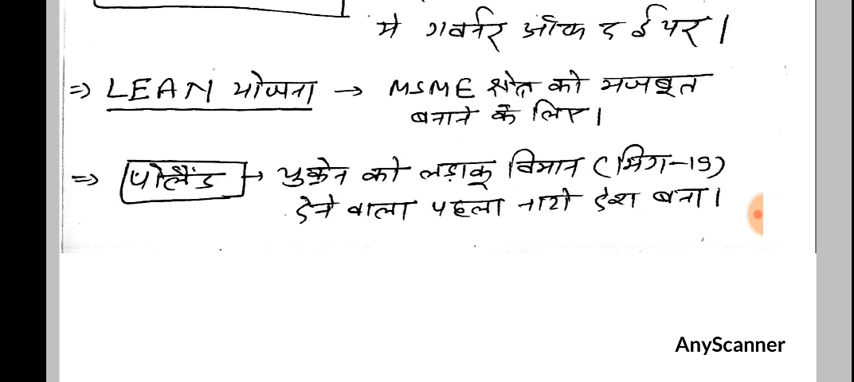 मे गवर्नर ऑफ द ईयर।
⇒ LEAN योजना → MSME क्षेत्र को मजबूत
बनाने के लिए।
⇒ पोलैंड → युक्रेन को लड़ाकू विमान (मिग-19)
देने वाला पहला नाटो देश बना।
AnyScanner